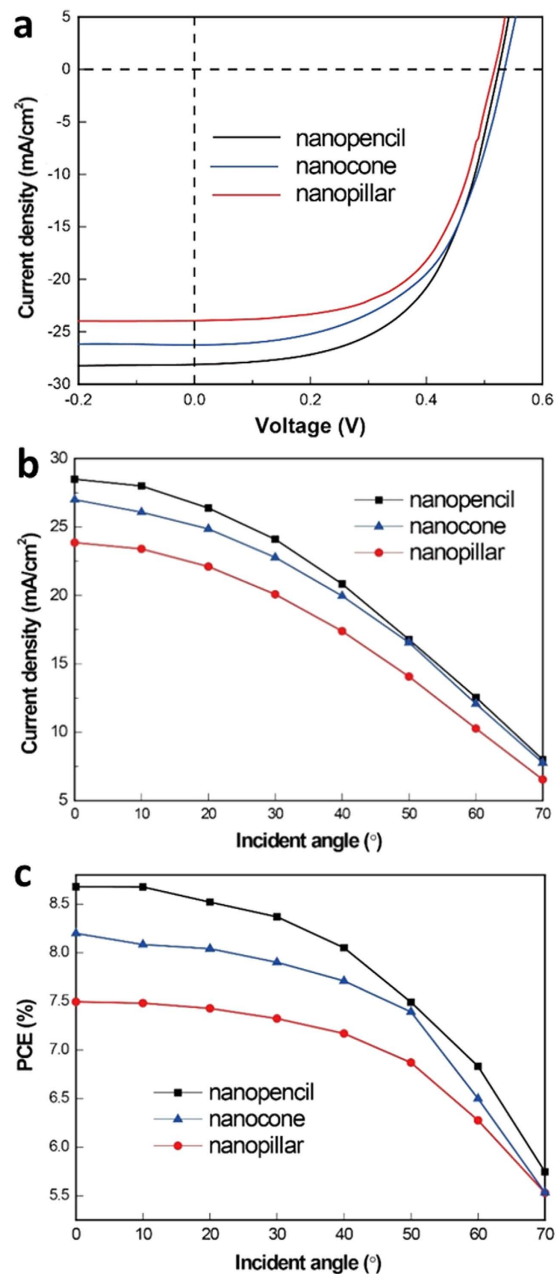 a
5
0
-5
-10
-15
-20
-25
-30
Current density (mA/cm²)
nanopencil
nanocone
nanopillar
-0.2 0.0 0.2 0.4 0.6
Voltage (V)
b
30
25
20
15
10
5
Current density (mA/cm²)
nanopencil
nanocone
nanopillar
0 10 20 30 40 50 60 70
Incident angle (°)
c
8.5
8.0
7.5
7.0
6.5
6.0
5.5
PCE (%)
nanopencil
nanocone
nanopillar
0 10 20 30 40 50 60 70
Incident angle (°)